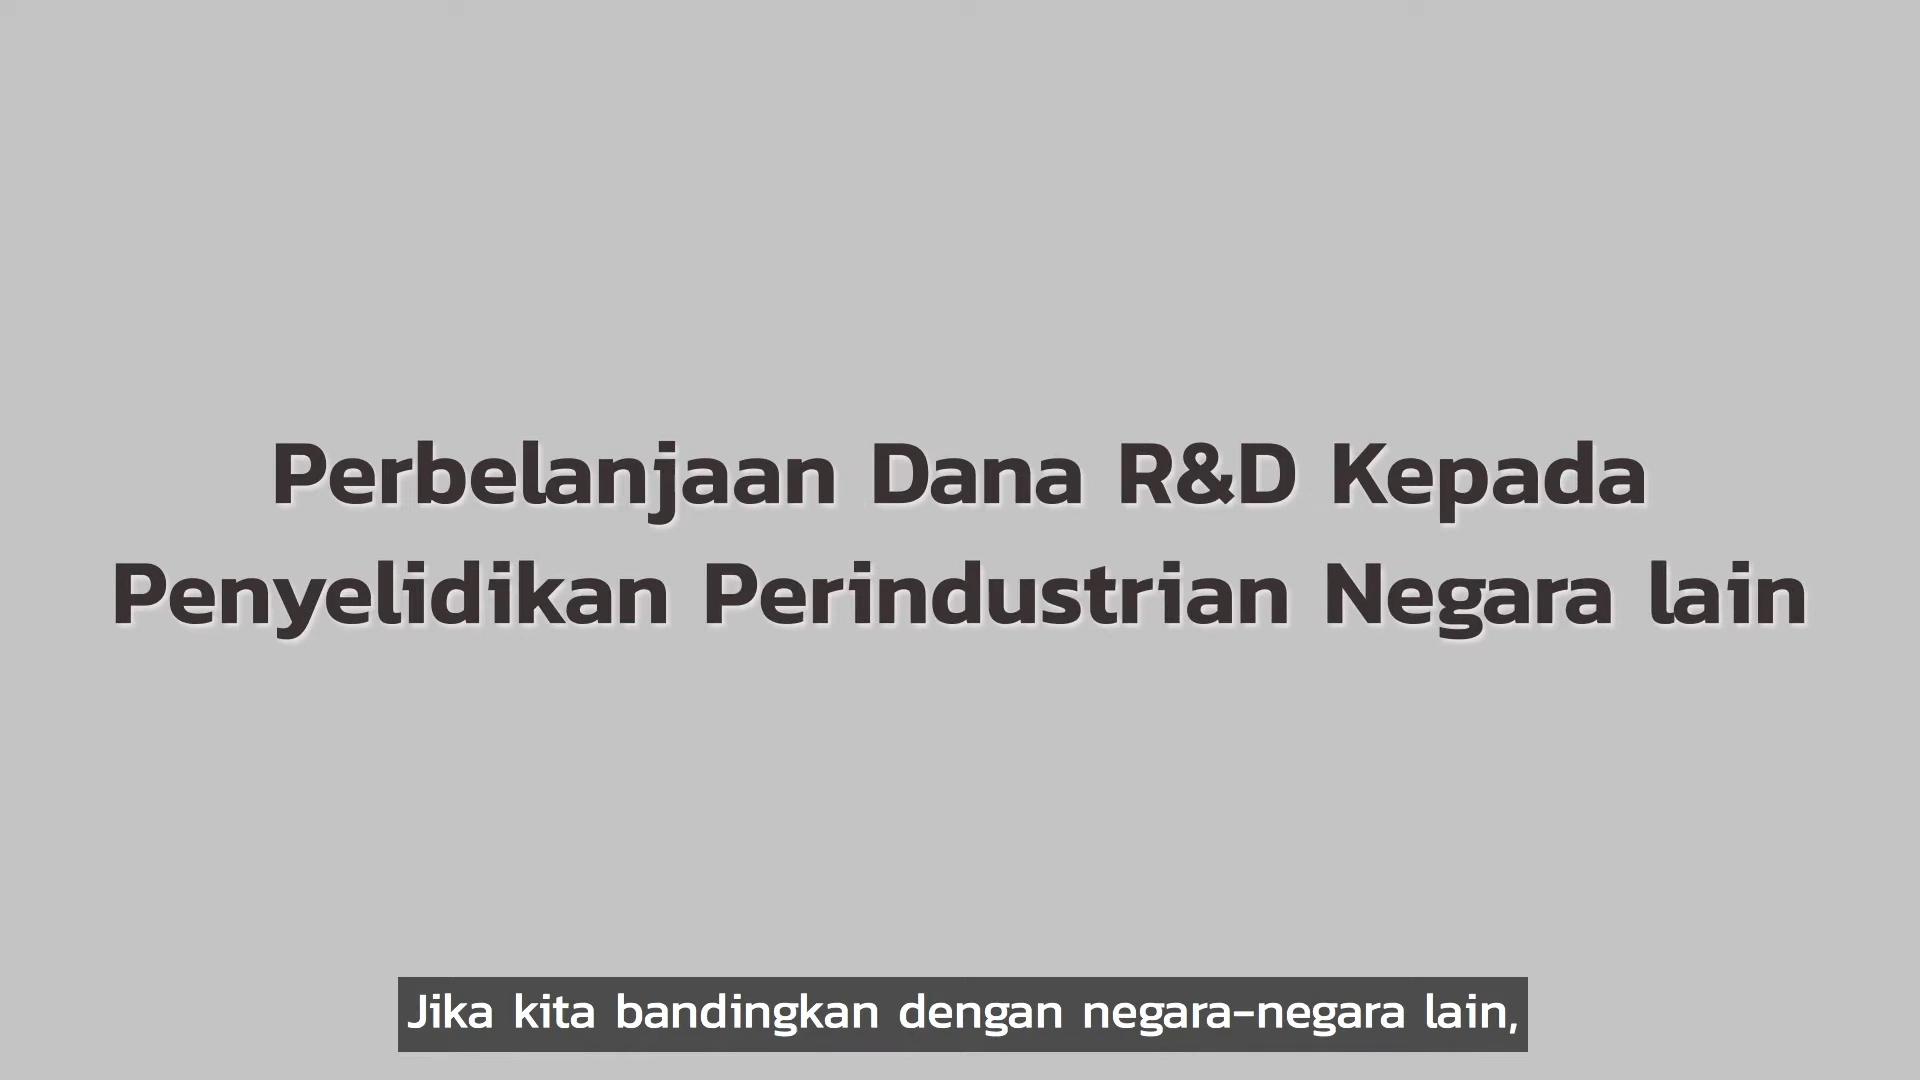 Perbelanjaan Dana R&D Kepada
Penyelidikan Perindustrian Negara lain
Jika kita bandingkan dengan negara-negara lain,